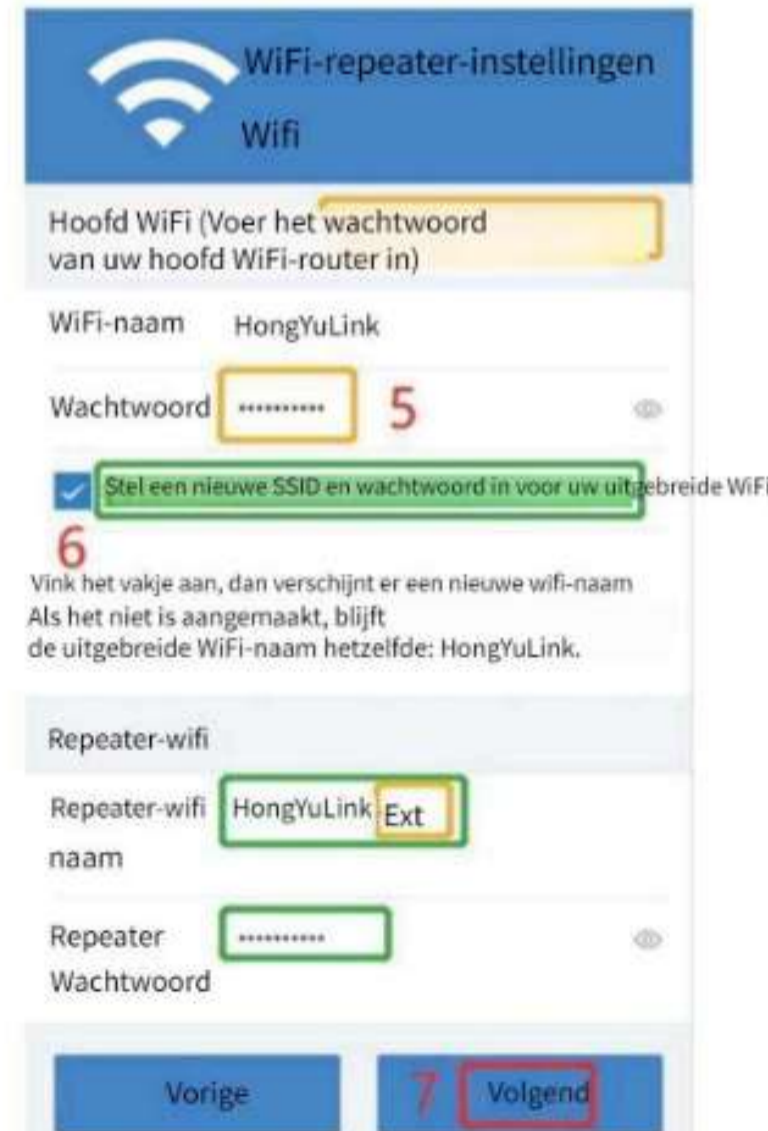 WiFi-repeater-instellingen
Wifi
Hoofd WiFi (Voer het wachtwoord
van uw hoofd WiFi-router in)
WiFi-naam HongYuLink
Wachtwoord •••••••••• 5
Stel een nieuwe SSID en wachtwoord in voor uw uitgebreide WiFi
6
Vink het vakje aan, dan verschijnt er een nieuwe wifi-naam
Als het niet is aangemaakt, blijft
de uitgebreide WiFi-naam hetzelfde: HongYuLink.
Repeater-wifi
Repeater-wifi HongYuLink Ext
naam
Repeater ••••••••••
Wachtwoord
Vorige 7 Volgend